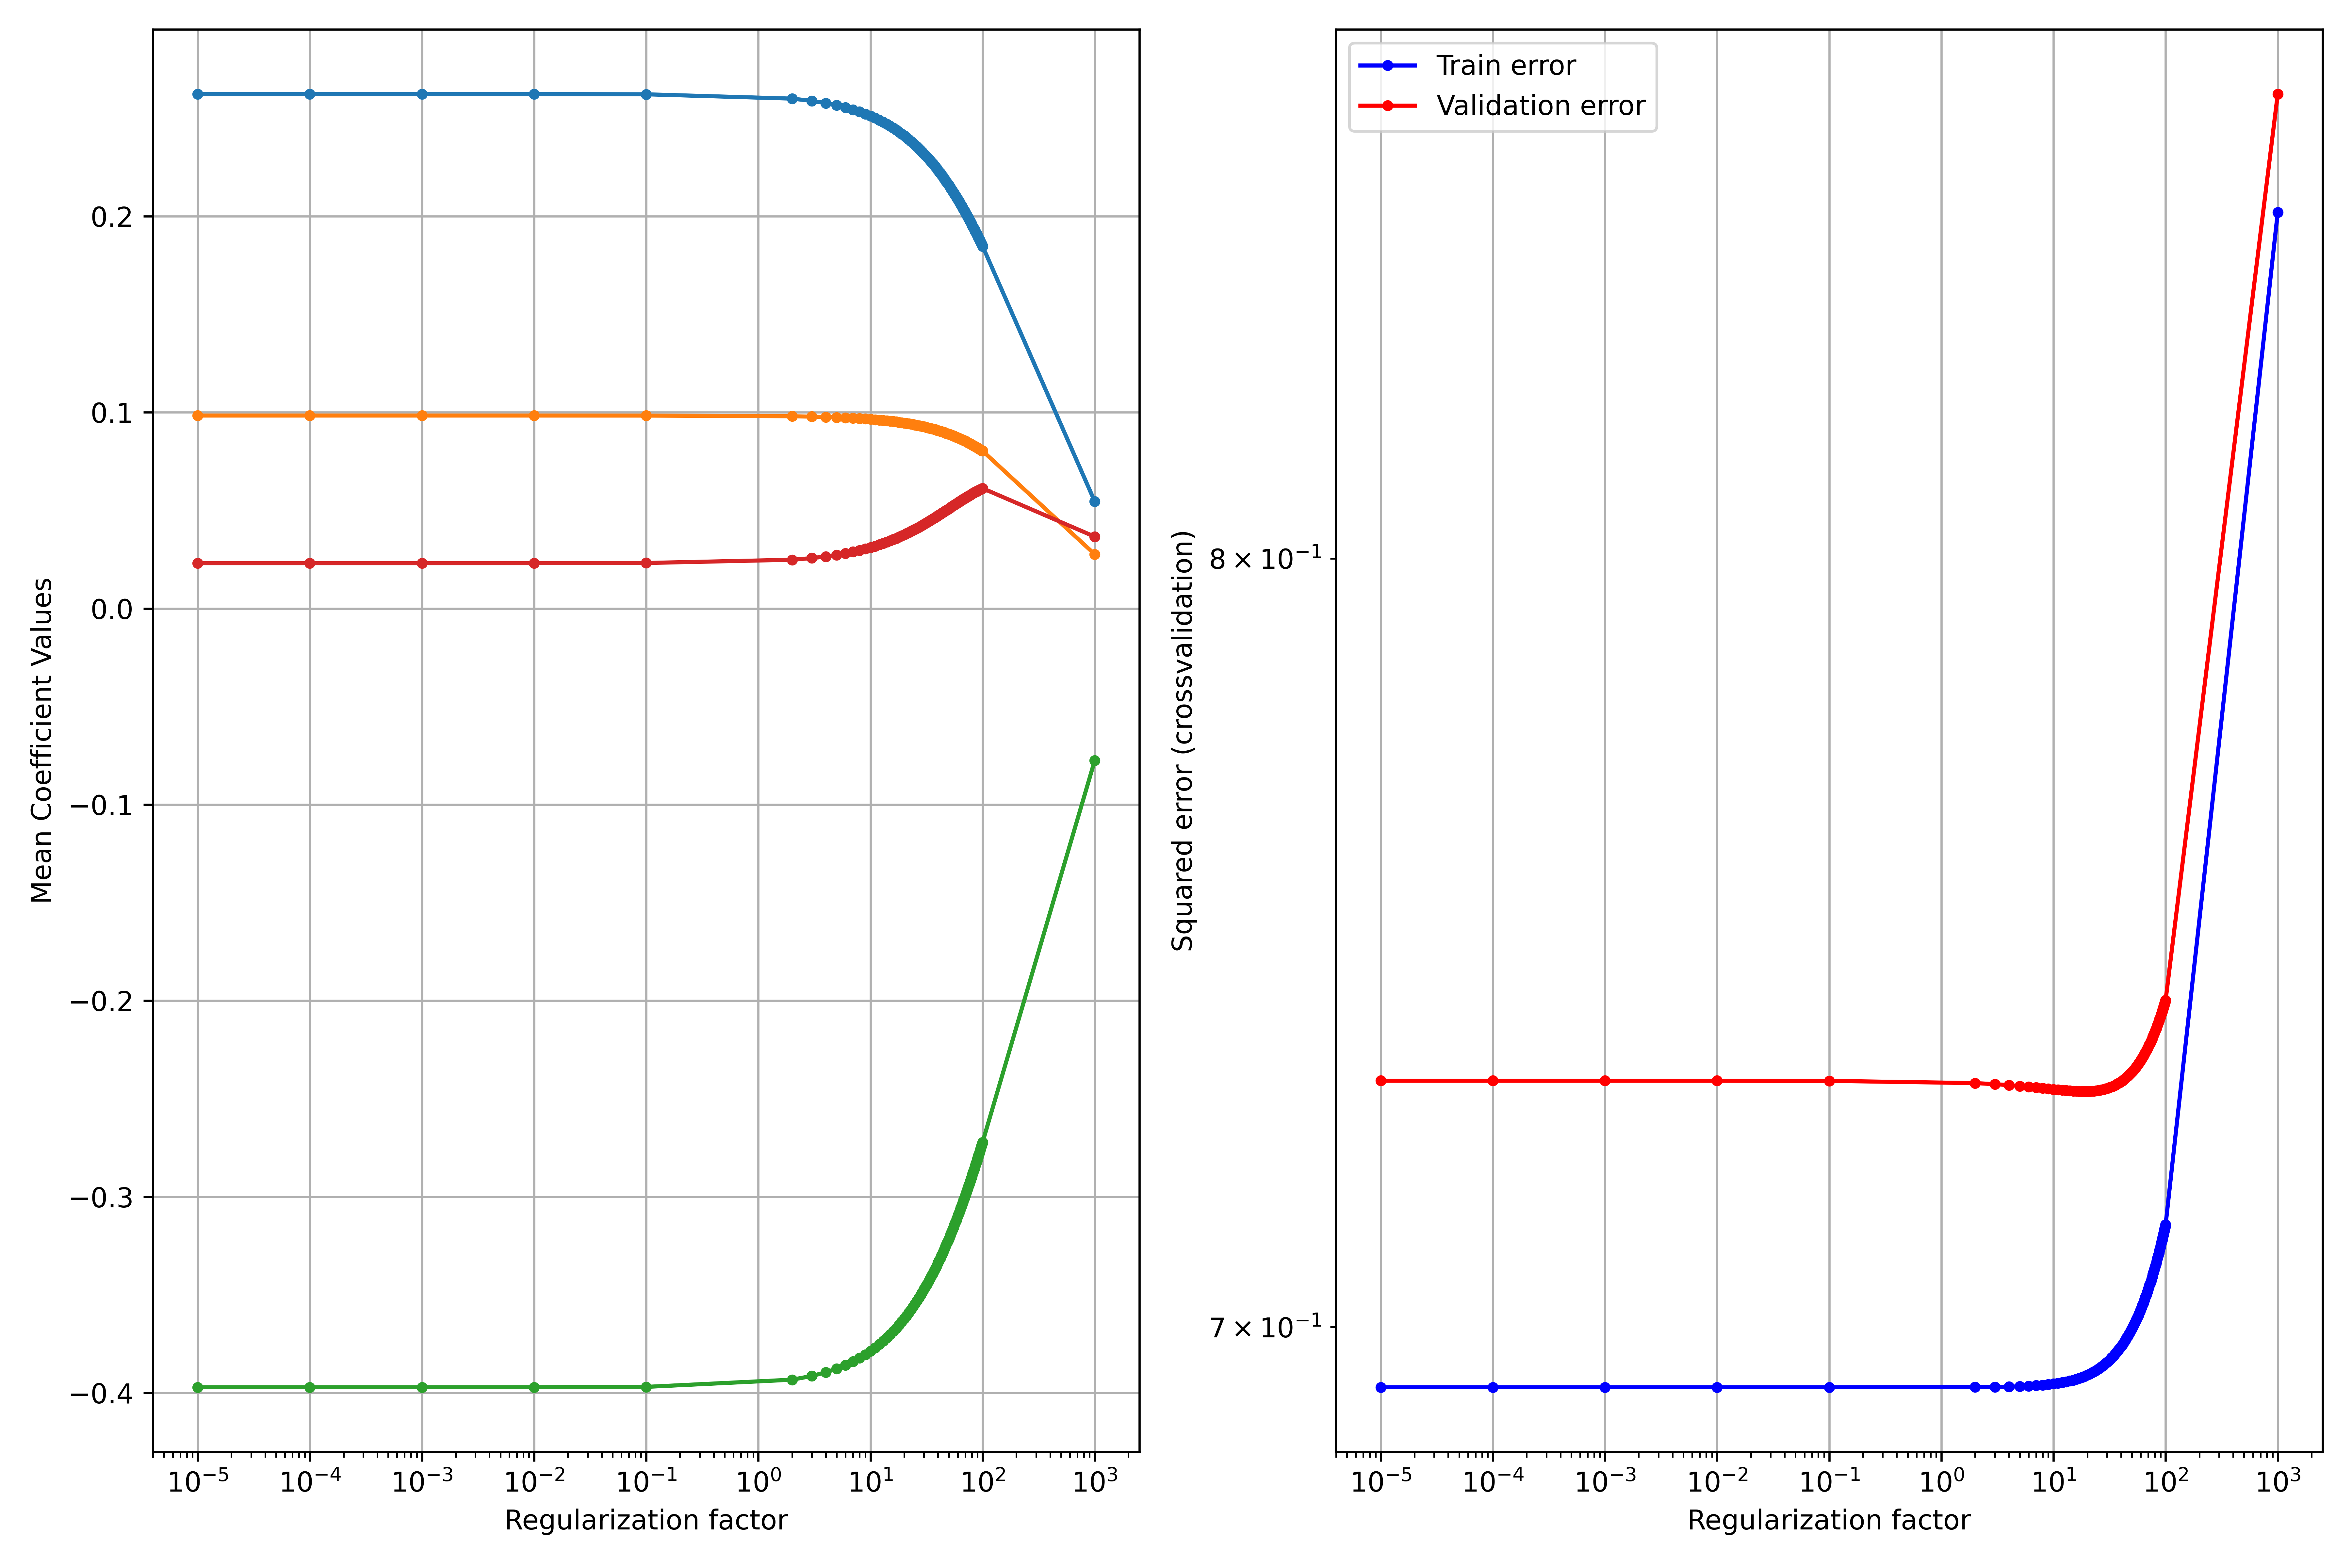 Mean Coefficient Values
0.2
0.1
0.0
−0.1
−0.2
−0.3
−0.4
10⁻⁵ 10⁻⁴ 10⁻³ 10⁻² 10⁻¹ 10⁰ 10¹ 10² 10³
Regularization factor
Train error
Validation error
Squared error (crossvalidation)
8 × 10⁻¹
7 × 10⁻¹
10⁻⁵ 10⁻⁴ 10⁻³ 10⁻² 10⁻¹ 10⁰ 10¹ 10² 10³
Regularization factor